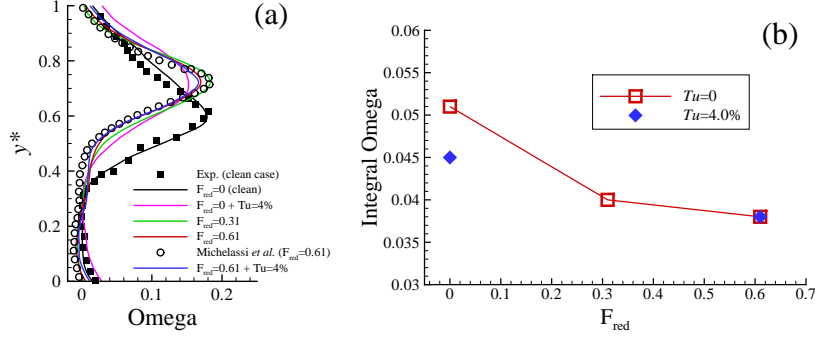 (a)
1
0.8
0.6
0.4
0.2
0
y*
Exp. (clean case)
F_red=0 (clean)
F_red=0 + Tu=4%
F_red=0.31
F_red=0.61
Michelassi et al. (F_red=0.61)
F_red=0.61 + Tu=4%
0 0.1 0.2
Omega
(b)
0.06
0.055
0.05
0.045
0.04
0.035
0.03
Integral Omega
Tu=0
Tu=4.0%
0 0.1 0.2 0.3 0.4 0.5 0.6 0.7
F_red